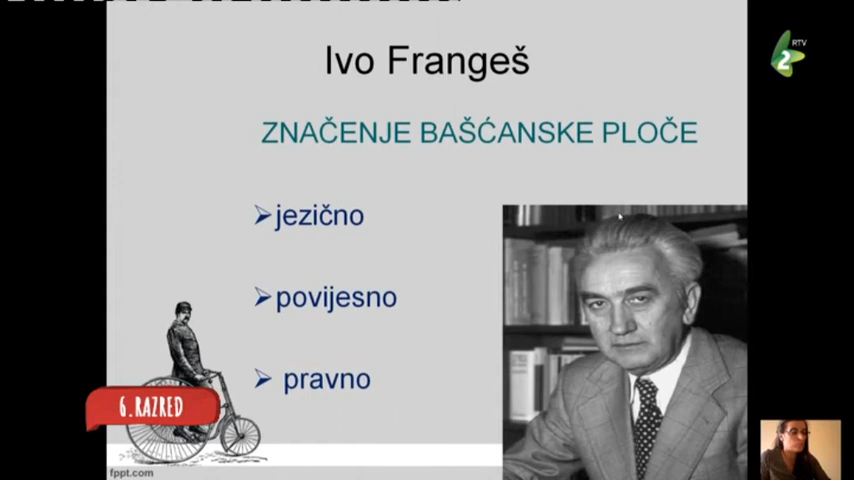 Ivo Frangeš
RTV
2
ZNAČENJE BAŠĆANSKE PLOČE
jezično
povijesno
pravno
6.RAZRED
fppt.com